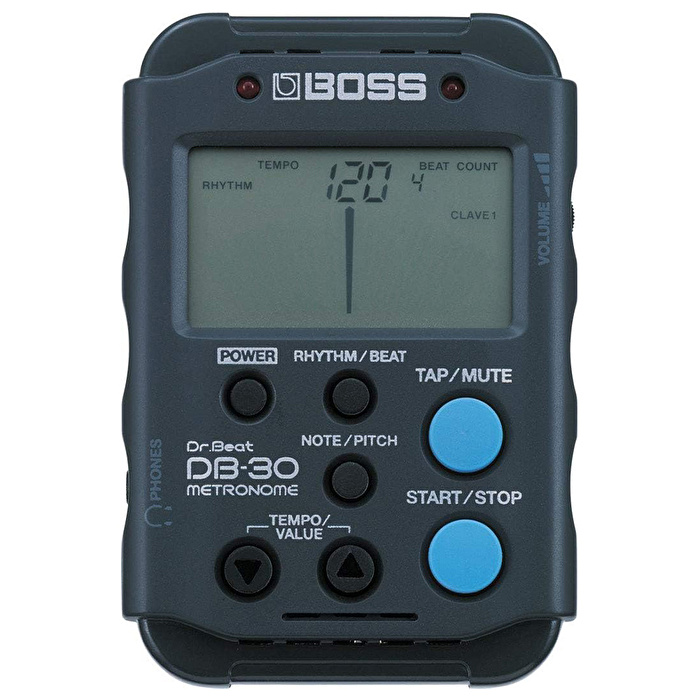 BOSS
TEMPO 120 BEAT COUNT
RHYTHM 4
CLAVE1
VOLUME
POWER RHYTHM/BEAT
TAP/MUTE
NOTE/PITCH
Dr.Beat
DB-30
METRONOME
PHONES
START/STOP
TEMPO/
VALUE